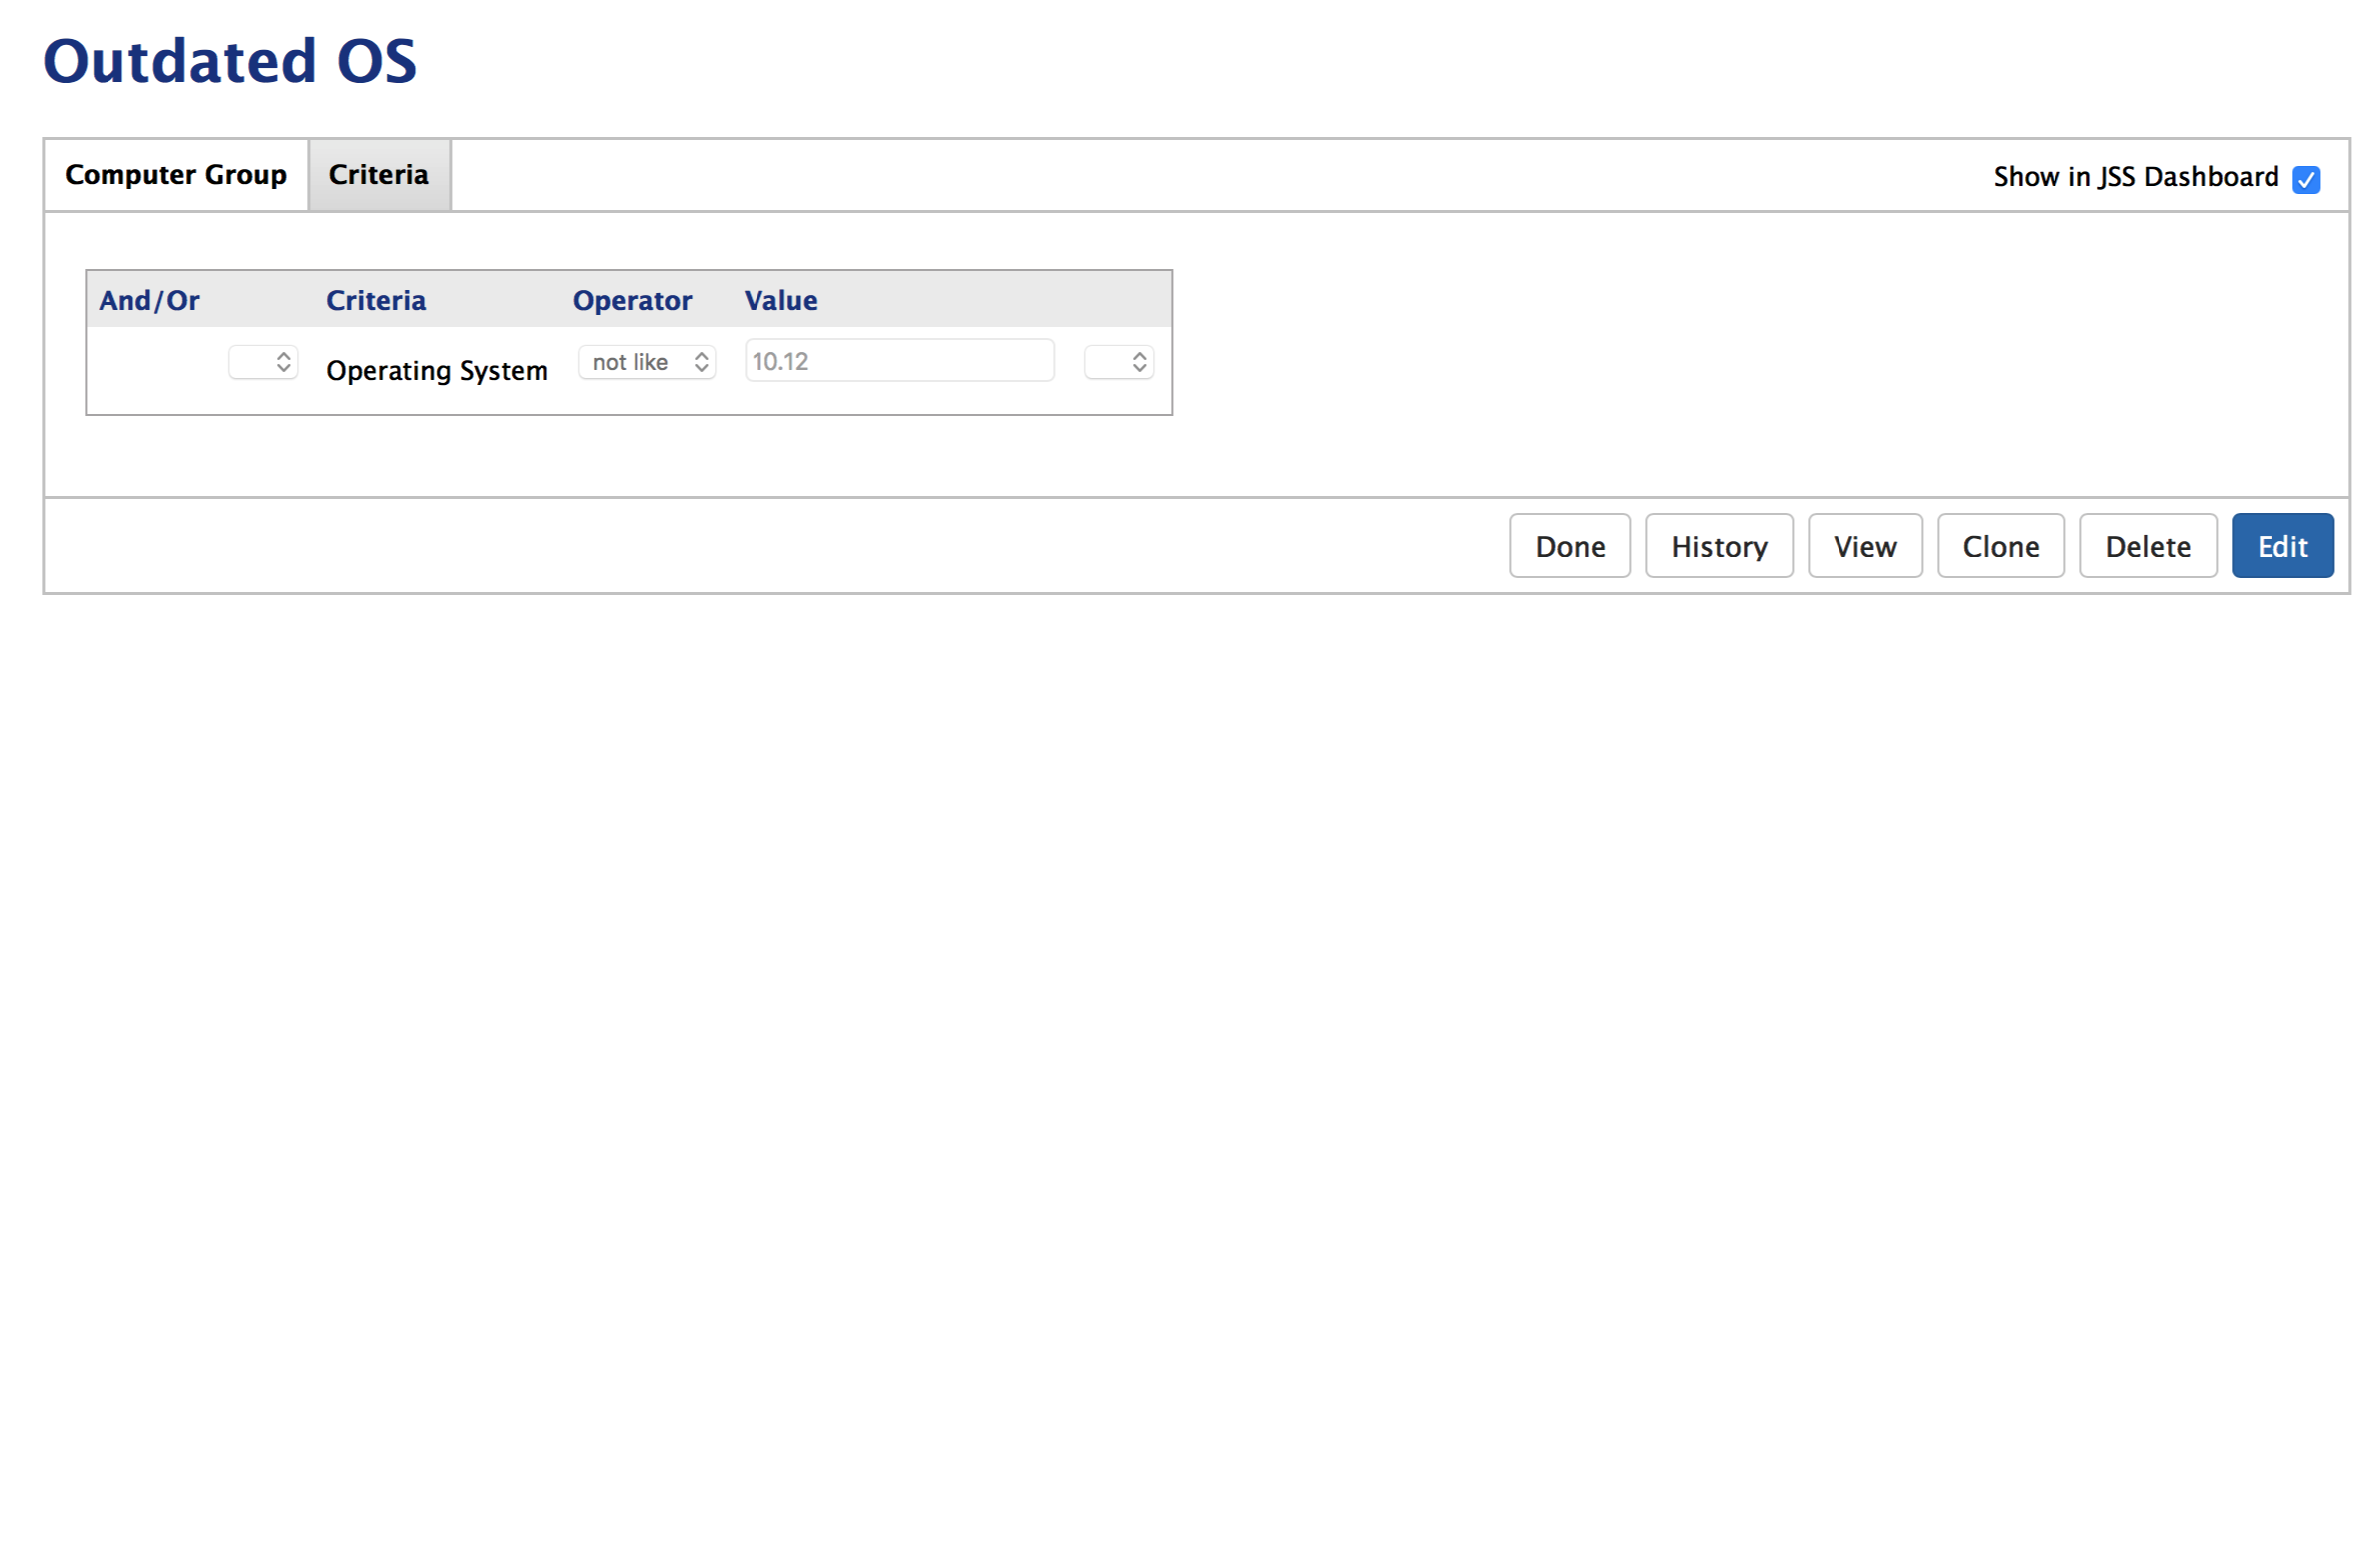 Outdated OS
Computer Group Criteria Show in JSS Dashboard
And/Or Criteria Operator Value
Operating System not like 10.12
Done History View Clone Delete Edit